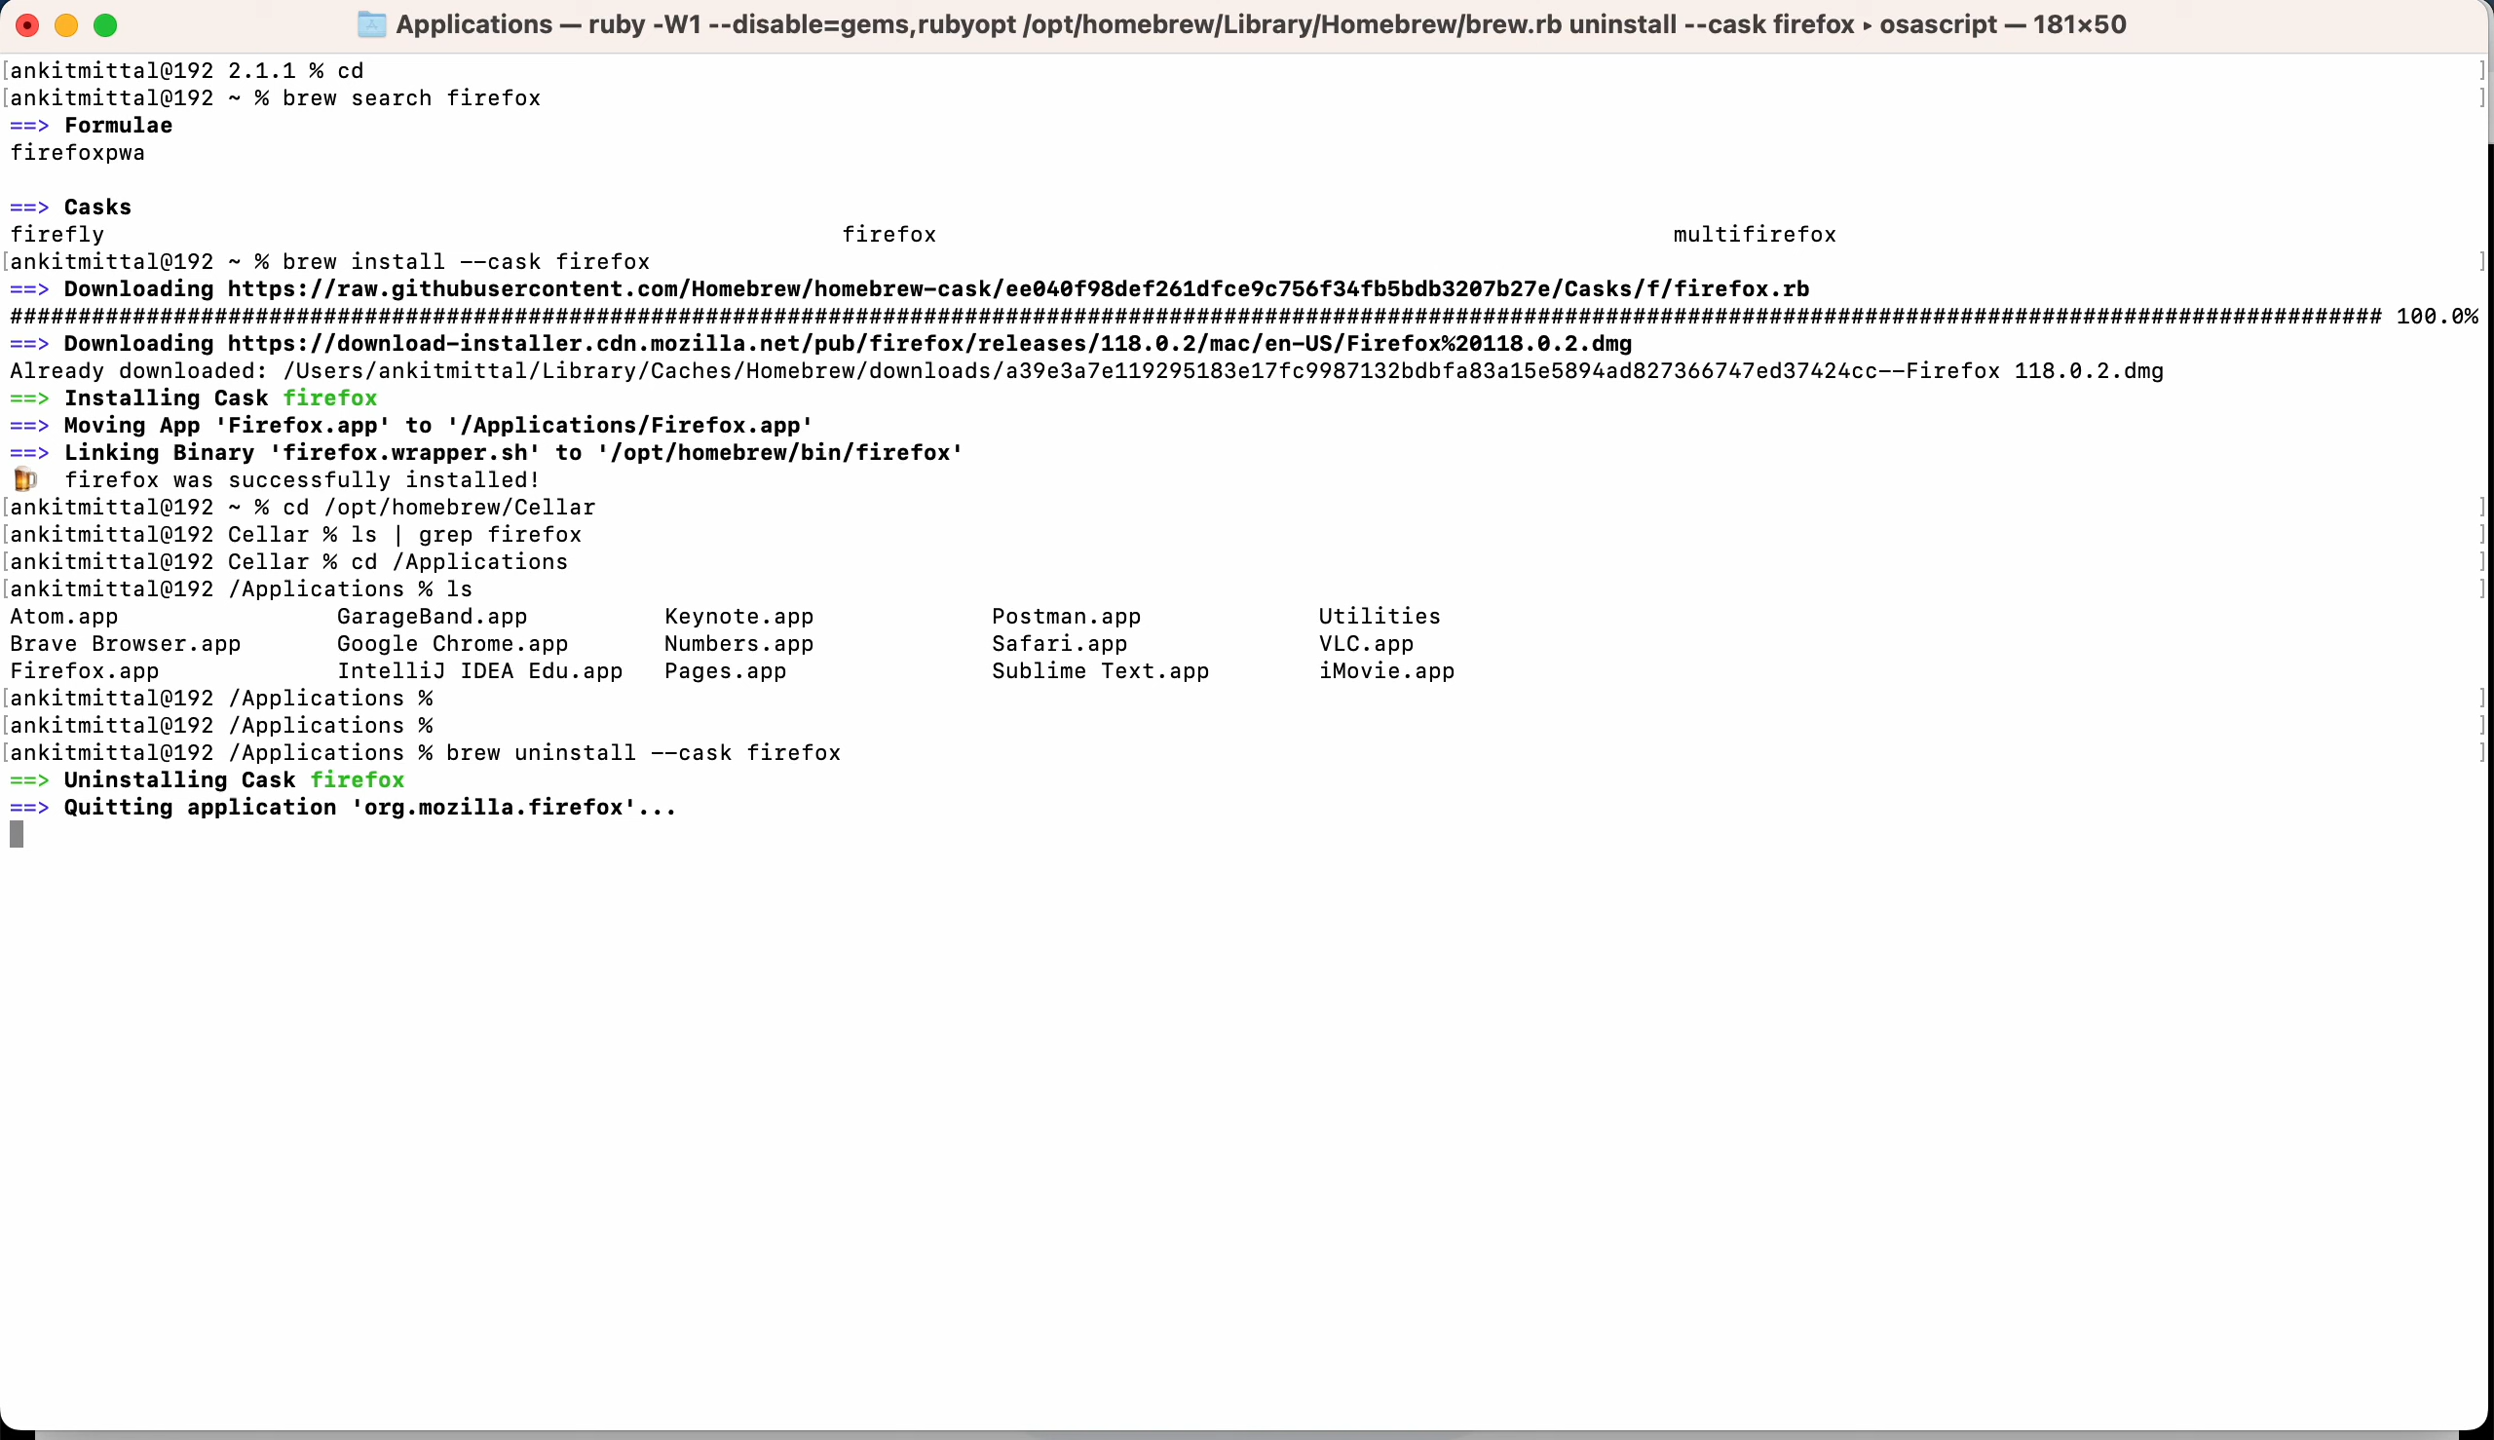 Applications — ruby -W1 --disable=gems,rubyopt /opt/homebrew/Library/Homebrew/brew.rb uninstall --cask firefox ▸ osascript — 181×50
[ankitmittal@192 2.1.1 % cd ]
[ankitmittal@192 ~ % brew search firefox ]
==> Formulae
firefoxpwa
==> Casks
firefly firefox multifirefox
[ankitmittal@192 ~ % brew install --cask firefox ]
==> Downloading https://raw.githubusercontent.com/Homebrew/homebrew-cask/ee040f98def261dfce9c756f34fb5bdb3207b27e/Casks/f/firefox.rb
############################################################################################################################################################################## 100.0%
==> Downloading https://download-installer.cdn.mozilla.net/pub/firefox/releases/118.0.2/mac/en-US/Firefox%20118.0.2.dmg
Already downloaded: /Users/ankitmittal/Library/Caches/Homebrew/downloads/a39e3a7e119295183e17fc9987132bdbfa83a15e5894ad827366747ed37424cc--Firefox 118.0.2.dmg
==> Installing Cask firefox
==> Moving App 'Firefox.app' to '/Applications/Firefox.app'
==> Linking Binary 'firefox.wrapper.sh' to '/opt/homebrew/bin/firefox'
🍺 firefox was successfully installed!
[ankitmittal@192 ~ % cd /opt/homebrew/Cellar ]
[ankitmittal@192 Cellar % ls | grep firefox ]
[ankitmittal@192 Cellar % cd /Applications ]
[ankitmittal@192 /Applications % ls ]
Atom.app GarageBand.app Keynote.app Postman.app Utilities
Brave Browser.app Google Chrome.app Numbers.app Safari.app VLC.app
Firefox.app IntelliJ IDEA Edu.app Pages.app Sublime Text.app iMovie.app
[ankitmittal@192 /Applications % ]
[ankitmittal@192 /Applications % ]
[ankitmittal@192 /Applications % brew uninstall --cask firefox ]
==> Uninstalling Cask firefox
==> Quitting application 'org.mozilla.firefox'...